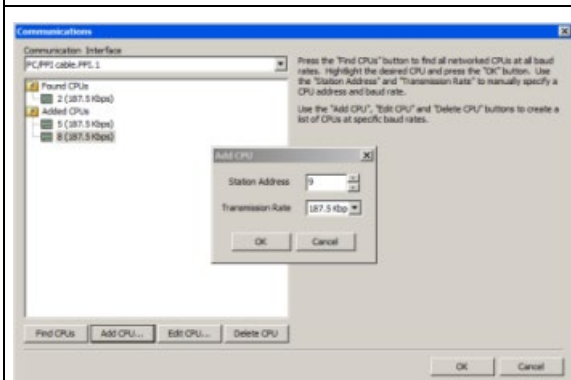 Communications
Communication Interface
PC/PPI cable.PPI.1
Press the "Find CPUs" button to find all networked CPUs at all baud
rates. Highlight the desired CPU and press the "OK" button. Use
the "Station Address" and "Transmission Rate" to manually specify a
CPU address and baud rate.
Use the "Add CPU", "Edit CPU" and "Delete CPU" buttons to create a
list of CPUs at specific baud rates.
Found CPUs
2 (187.5 Kbps)
Added CPUs
5 (187.5 Kbps)
8 (187.5 Kbps)
Add CPU
Station Address 9
Transmission Rate 187.5 Kbp
OK Cancel
Find CPUs Add CPU... Edit CPU... Delete CPU
OK Cancel